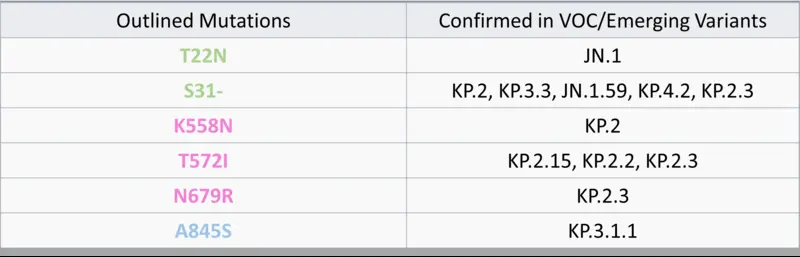 Outlined Mutations Confirmed in VOC/Emerging Variants
T22N JN.1
S31- KP.2, KP.3.3, JN.1.59, KP.4.2, KP.2.3
K558N KP.2
T572I KP.2.15, KP.2.2, KP.2.3
N679R KP.2.3
A845S KP.3.1.1